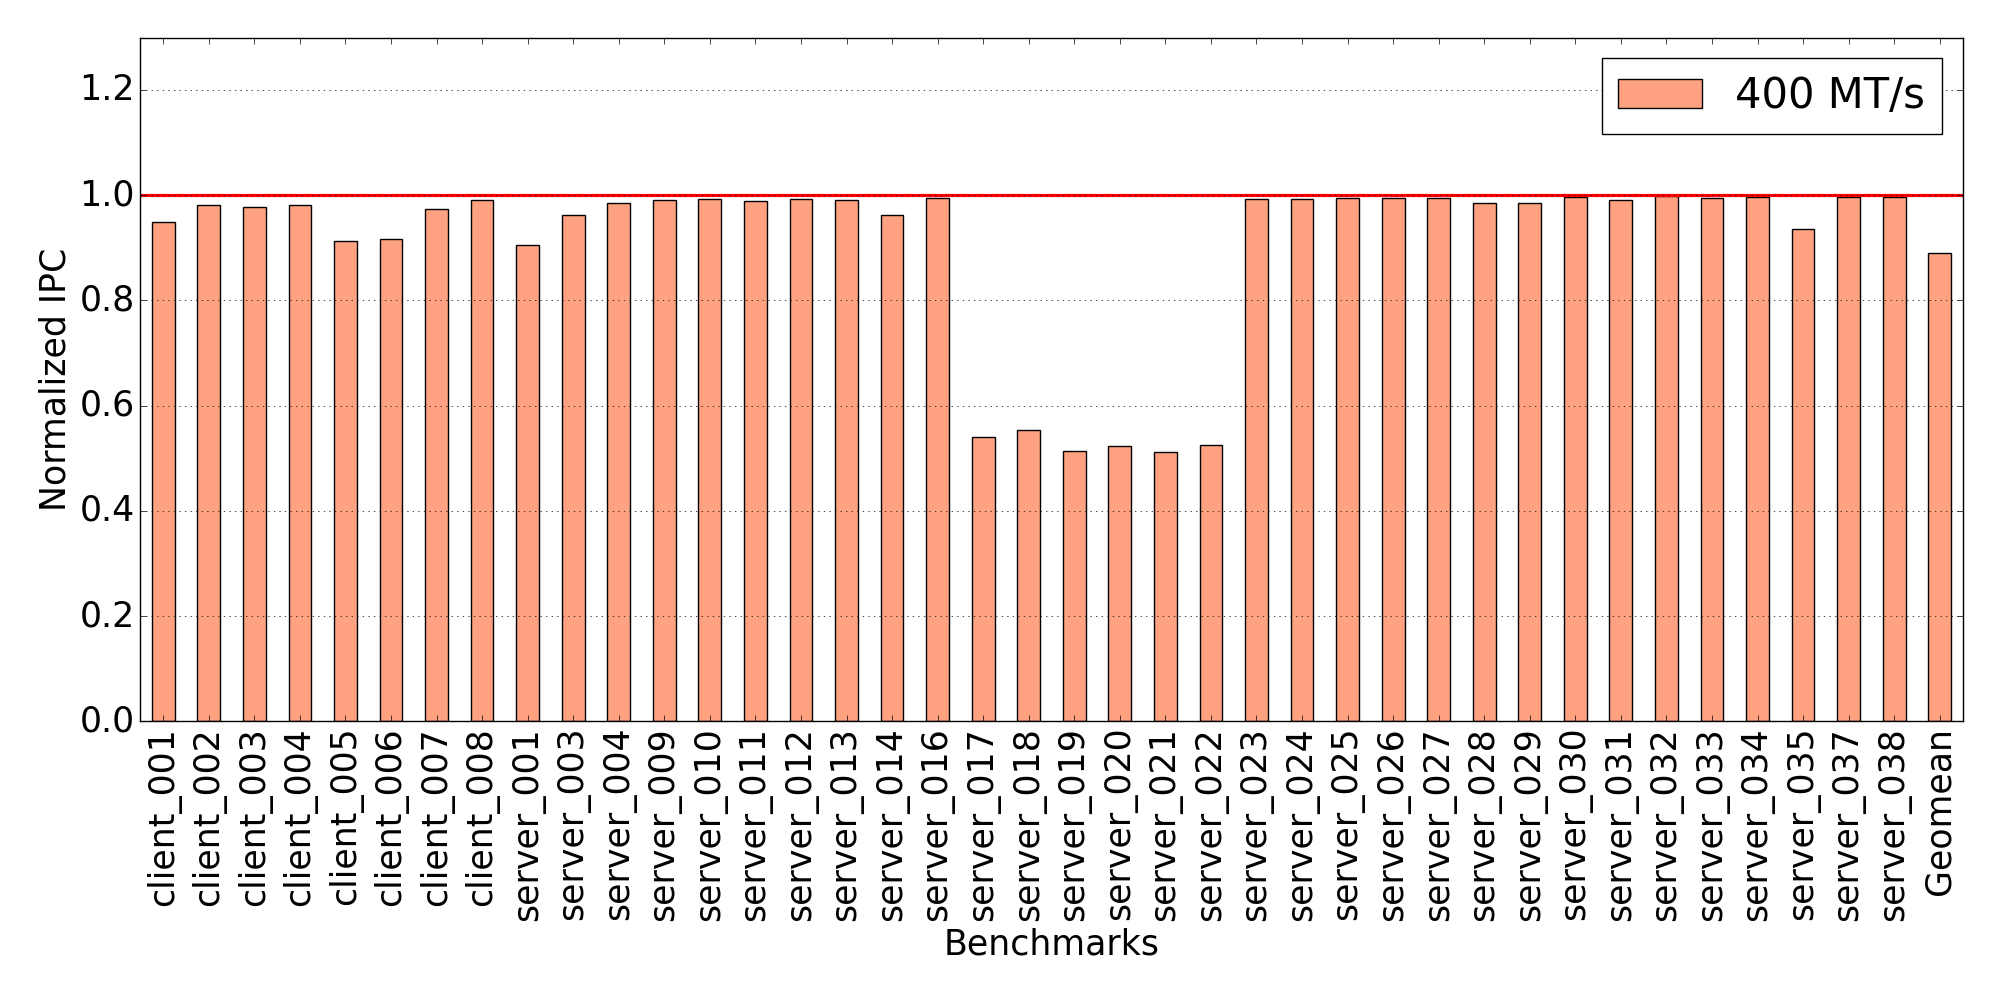 400 MT/s
Normalized IPC
1.2
1.0
0.8
0.6
0.4
0.2
0.0
client_001
client_002
client_003
client_004
client_005
client_006
client_007
client_008
server_001
server_003
server_004
server_009
server_010
server_011
server_012
server_013
server_014
server_016
server_017
server_018
server_019
server_020
server_021
server_022
server_023
server_024
server_025
server_026
server_027
server_028
server_029
server_030
server_031
server_032
server_033
server_034
server_035
server_037
server_038
Geomean
Benchmarks